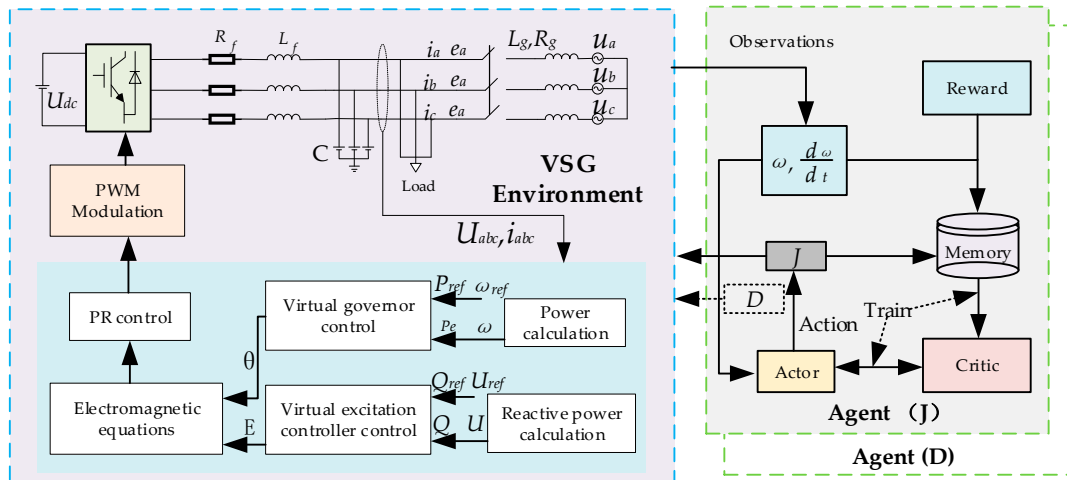 R_f
L_f
i_a e_a
L_g,R_g
u_a
U_dc
i_b e_a
u_b
i_c e_a
u_c
C
Load
VSG
Environment
PWM
Modulation
U_abc,i_abc
PR control
Virtual governor
control
P_ref ω_ref
Pe ω
Power
calculation
θ
Electromagnetic
equations
E
Virtual excitation
controller control
Q_ref U_ref
Q U
Reactive power
calculation
Observations
Reward
ω, dω/dt
J
Memory
D
Train
Action
Actor
Critic
Agent (J)
Agent (D)